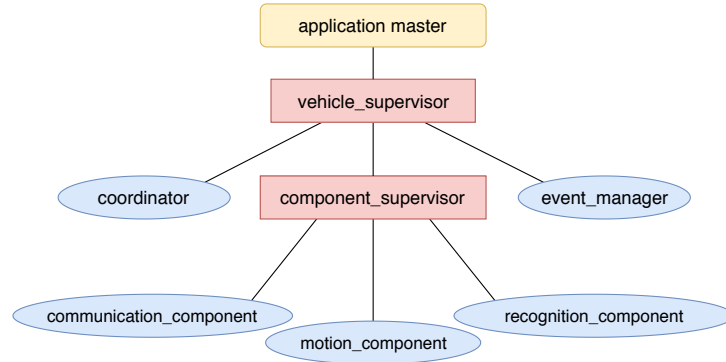 application master
vehicle_supervisor
coordinator
component_supervisor
event_manager
communication_component
motion_component
recognition_component